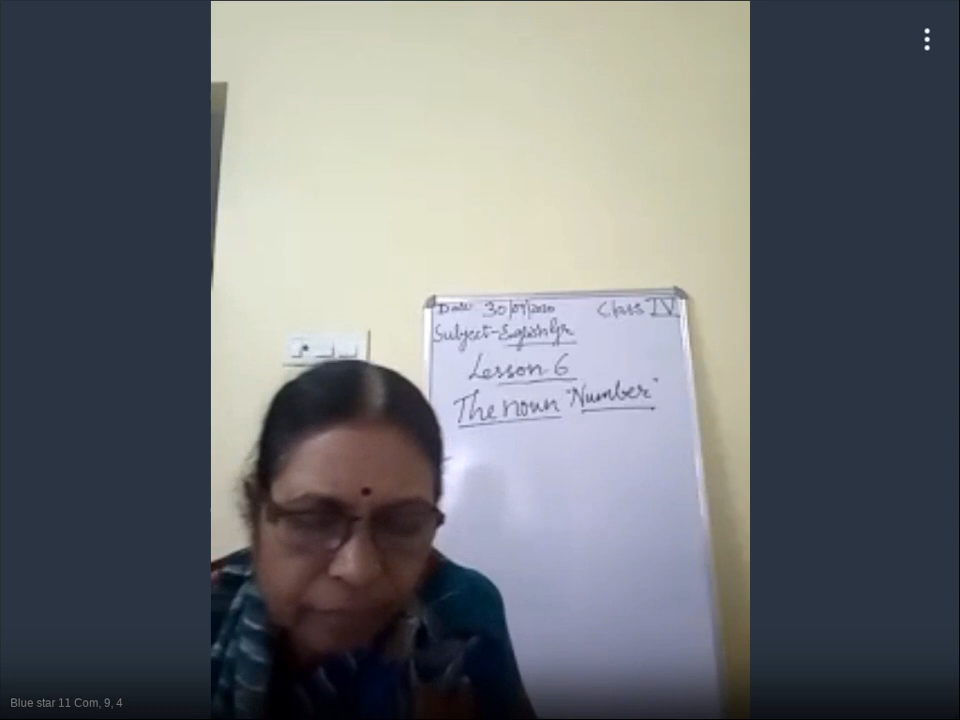 Date: 30/09/2020 Class IV
Subject-English Gr
Lesson 6
The noun "Number"
Blue star 11 Com, 9, 4